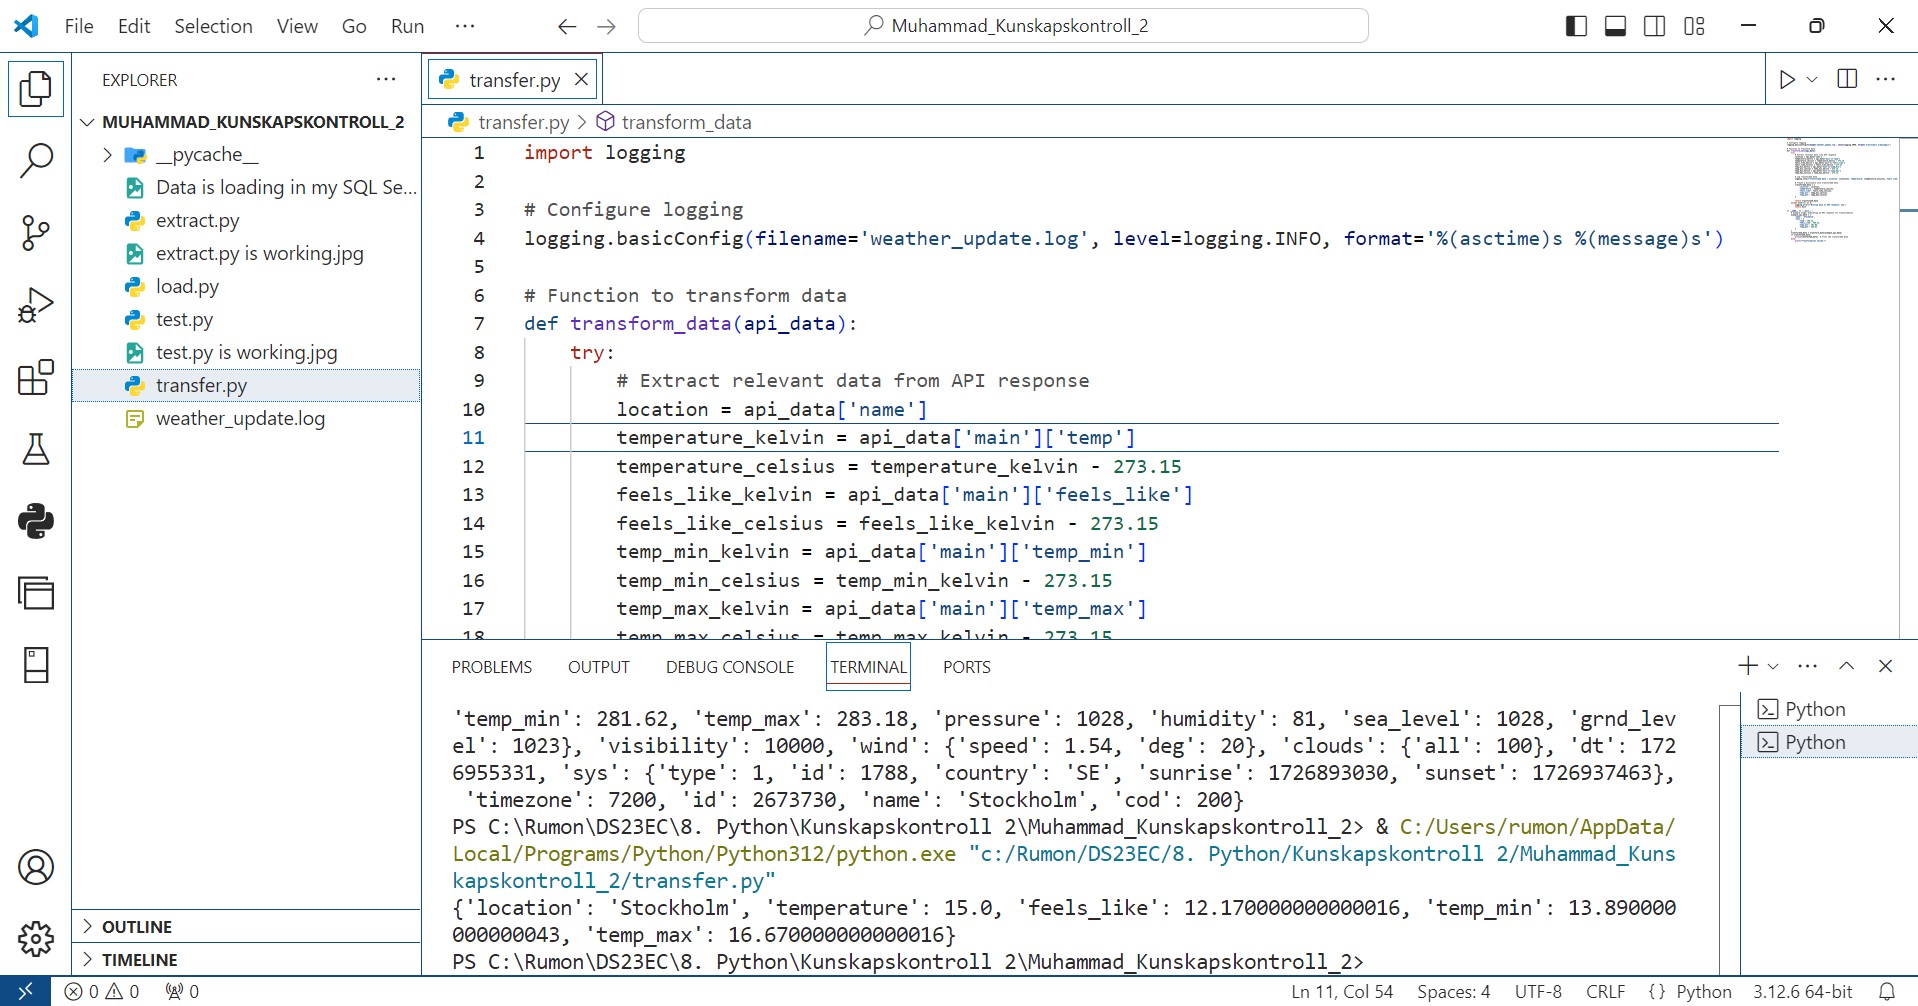 File Edit Selection View Go Run ···
Muhammad_Kunskapskontroll_2
EXPLORER
MUHAMMAD_KUNSKAPSKONTROLL_2
__pycache__
Data is loading in my SQL Se...
extract.py
extract.py is working.jpg
load.py
test.py
test.py is working.jpg
transfer.py
weather_update.log
OUTLINE
TIMELINE
transfer.py
transfer.py > transform_data
1 import logging
2
3 # Configure logging
4 logging.basicConfig(filename='weather_update.log', level=logging.INFO, format='%(asctime)s %(message)s')
5
6 # Function to transform data
7 def transform_data(api_data):
8 try:
9 # Extract relevant data from API response
10 location = api_data['name']
11 temperature_kelvin = api_data['main']['temp']
12 temperature_celsius = temperature_kelvin - 273.15
13 feels_like_kelvin = api_data['main']['feels_like']
14 feels_like_celsius = feels_like_kelvin - 273.15
15 temp_min_kelvin = api_data['main']['temp_min']
16 temp_min_celsius = temp_min_kelvin - 273.15
17 temp_max_kelvin = api_data['main']['temp_max']
18 temp_max_celsius = temp_max_kelvin - 273.15
PROBLEMS OUTPUT DEBUG CONSOLE TERMINAL PORTS
'temp_min': 281.62, 'temp_max': 283.18, 'pressure': 1028, 'humidity': 81, 'sea_level': 1028, 'grnd_lev
el': 1023}, 'visibility': 10000, 'wind': {'speed': 1.54, 'deg': 20}, 'clouds': {'all': 100}, 'dt': 172
6955331, 'sys': {'type': 1, 'id': 1788, 'country': 'SE', 'sunrise': 1726893030, 'sunset': 1726937463},
'timezone': 7200, 'id': 2673730, 'name': 'Stockholm', 'cod': 200}
PS C:\Rumon\DS23EC\8. Python\Kunskapskontroll 2\Muhammad_Kunskapskontroll_2> & C:/Users/rumon/AppData/
Local/Programs/Python/Python312/python.exe "c:/Rumon/DS23EC/8. Python/Kunskapskontroll 2/Muhammad_Kuns
kapskontroll_2/transfer.py"
{'location': 'Stockholm', 'temperature': 15.0, 'feels_like': 12.170000000000016, 'temp_min': 13.890000
000000043, 'temp_max': 16.670000000000016}
PS C:\Rumon\DS23EC\8. Python\Kunskapskontroll 2\Muhammad_Kunskapskontroll_2>
Python
Python
0 0 0
Ln 11, Col 54 Spaces: 4 UTF-8 CRLF {} Python 3.12.6 64-bit